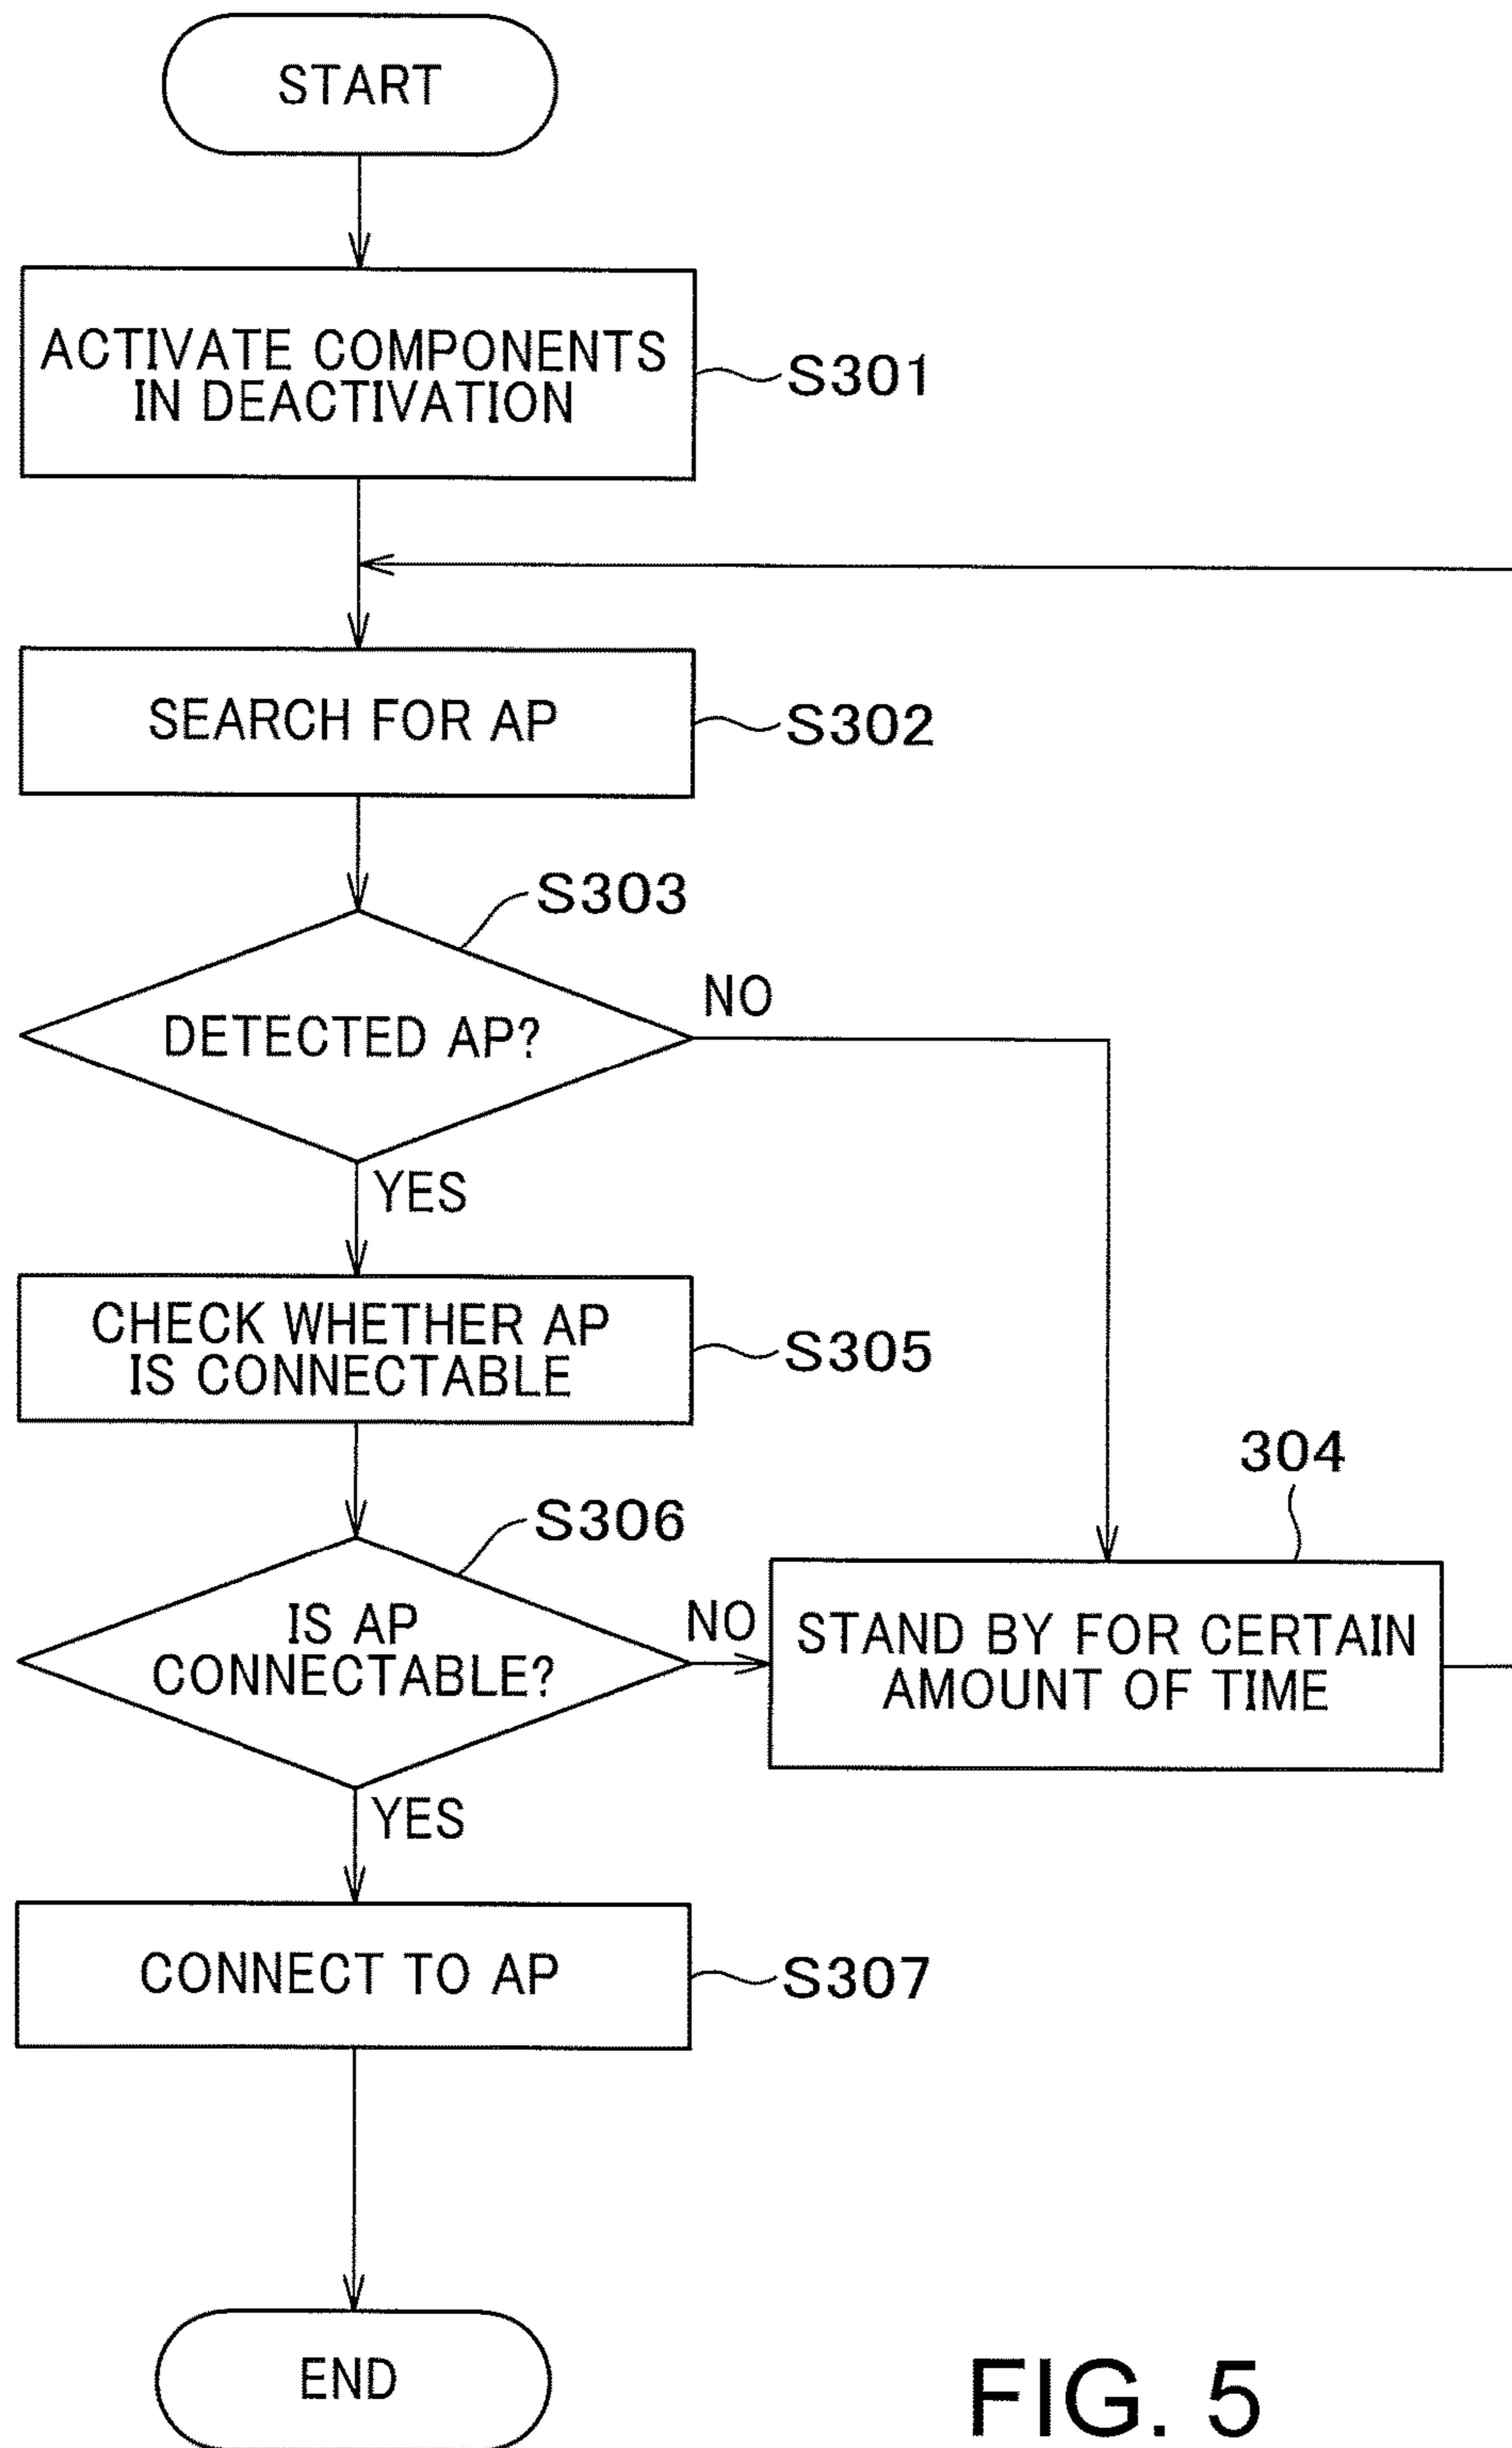 START
ACTIVATE COMPONENTS
IN DEACTIVATION
S301
SEARCH FOR AP
S302
S303
DETECTED AP?
NO
YES
CHECK WHETHER AP
IS CONNECTABLE
S305
304
S306
IS AP
CONNECTABLE?
NO
STAND BY FOR CERTAIN
AMOUNT OF TIME
YES
CONNECT TO AP
S307
END
FIG. 5